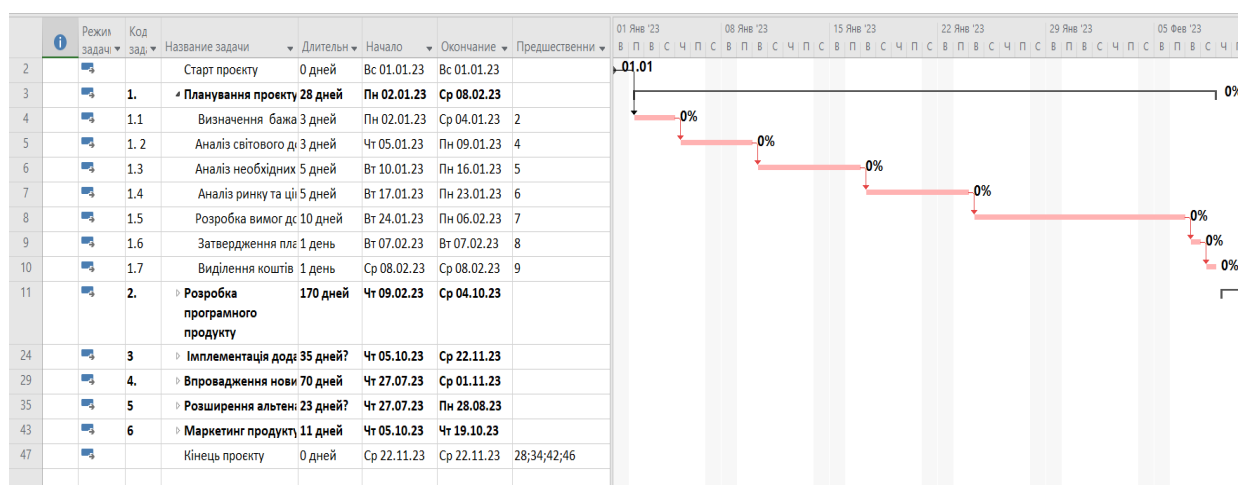 Режим Код 01 Янв '23 08 Янв '23 15 Янв '23 22 Янв '23 29 Янв '23 05 Фев '23
задачи зад. Название задачи Длительн Начало Окончание Предшественни В П В С Ч П С В П В С Ч П С В П В С Ч П С В П В С Ч П С В П В С Ч П С В П В С Ч
2 Старт проєкту 0 дней Вс 01.01.23 Вс 01.01.23 01.01
3 1. Планування проєкту 28 дней Пн 02.01.23 Ср 08.02.23 0%
4 1.1 Визначення бажа 3 дней Пн 02.01.23 Ср 04.01.23 2 0%
5 1. 2 Аналіз світового д 3 дней Чт 05.01.23 Пн 09.01.23 4 0%
6 1.3 Аналіз необхідних 5 дней Вт 10.01.23 Пн 16.01.23 5 0%
7 1.4 Аналіз ринку та ці 5 дней Вт 17.01.23 Пн 23.01.23 6 0%
8 1.5 Розробка вимог до 10 дней Вт 24.01.23 Пн 06.02.23 7 0%
9 1.6 Затвердження пла 1 день Вт 07.02.23 Вт 07.02.23 8 0%
10 1.7 Виділення коштів 1 день Ср 08.02.23 Ср 08.02.23 9 0%
11 2. Розробка 170 дней Чт 09.02.23 Ср 04.10.23
програмного
продукту
24 3 Імплементація дода 35 дней? Чт 05.10.23 Ср 22.11.23
29 4. Впровадження нови 70 дней Чт 27.07.23 Ср 01.11.23
35 5 Розширення альтен 23 дней? Чт 27.07.23 Пн 28.08.23
43 6 Маркетинг продукту 11 дней Чт 05.10.23 Чт 19.10.23
47 Кінець проєкту 0 дней Ср 22.11.23 Ср 22.11.23 28;34;42;46